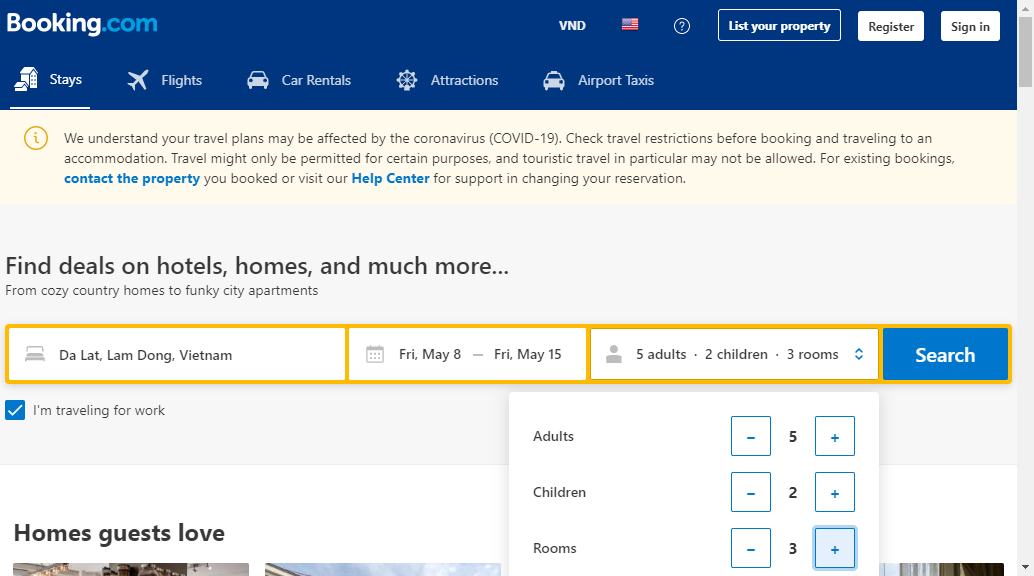 Booking.com
VND
List your property
Register
Sign in
Stays
Flights
Car Rentals
Attractions
Airport Taxis
We understand your travel plans may be affected by the coronavirus (COVID-19). Check travel restrictions before booking and traveling to an
accommodation. Travel might only be permitted for certain purposes, and touristic travel in particular may not be allowed. For existing bookings,
contact the property you booked or visit our Help Center for support in changing your reservation.
Find deals on hotels, homes, and much more...
From cozy country homes to funky city apartments
Da Lat, Lam Dong, Vietnam
Fri, May 8 — Fri, May 15
5 adults · 2 children · 3 rooms
Search
I'm traveling for work
Adults − 5 +
Children − 2 +
Rooms − 3 +
Homes guests love